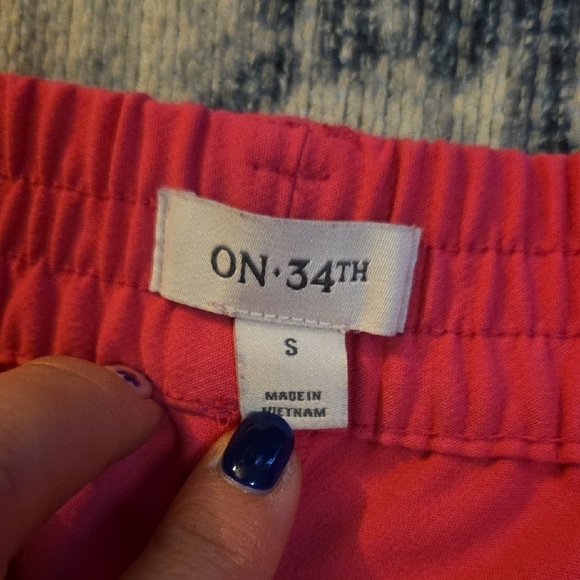 ON · 34TH
S
MADE IN
VIETNAM